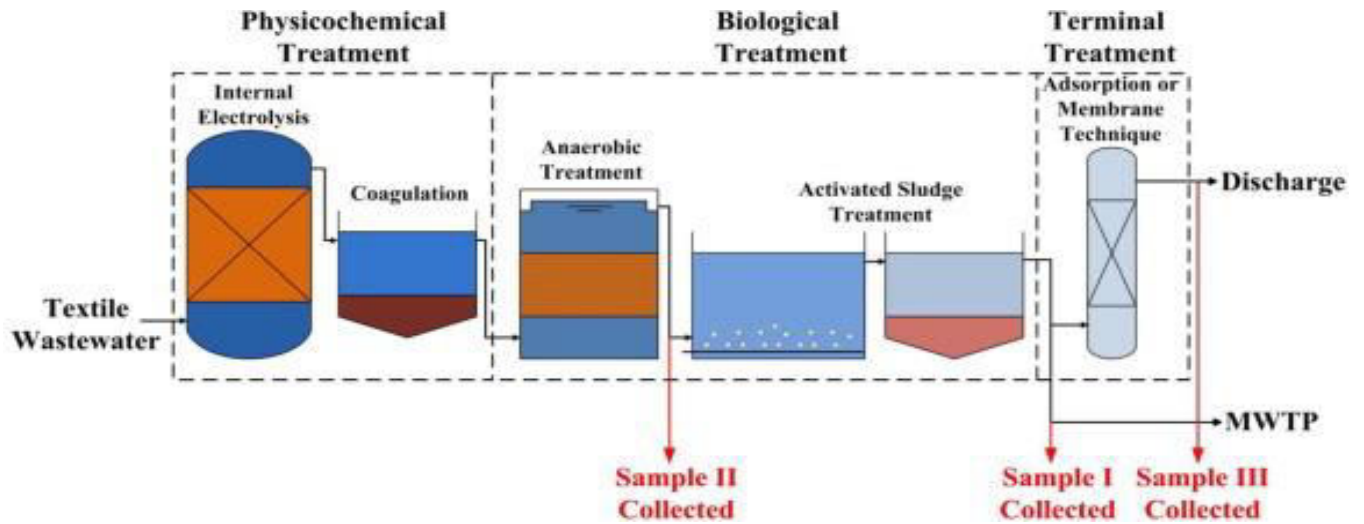 Physicochemical
Treatment
Biological
Treatment
Terminal
Treatment
Internal
Electrolysis
Coagulation
Anaerobic
Treatment
Activated Sludge
Treatment
Adsorption or
Membrane
Technique
Textile
Wastewater
Discharge
MWTP
Sample II
Collected
Sample I
Collected
Sample III
Collected